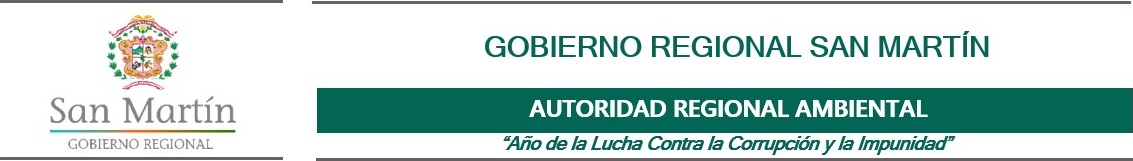 San Martín
GOBIERNO REGIONAL
GOBIERNO REGIONAL SAN MARTÍN
AUTORIDAD REGIONAL AMBIENTAL
“Año de la Lucha Contra la Corrupción y la Impunidad”